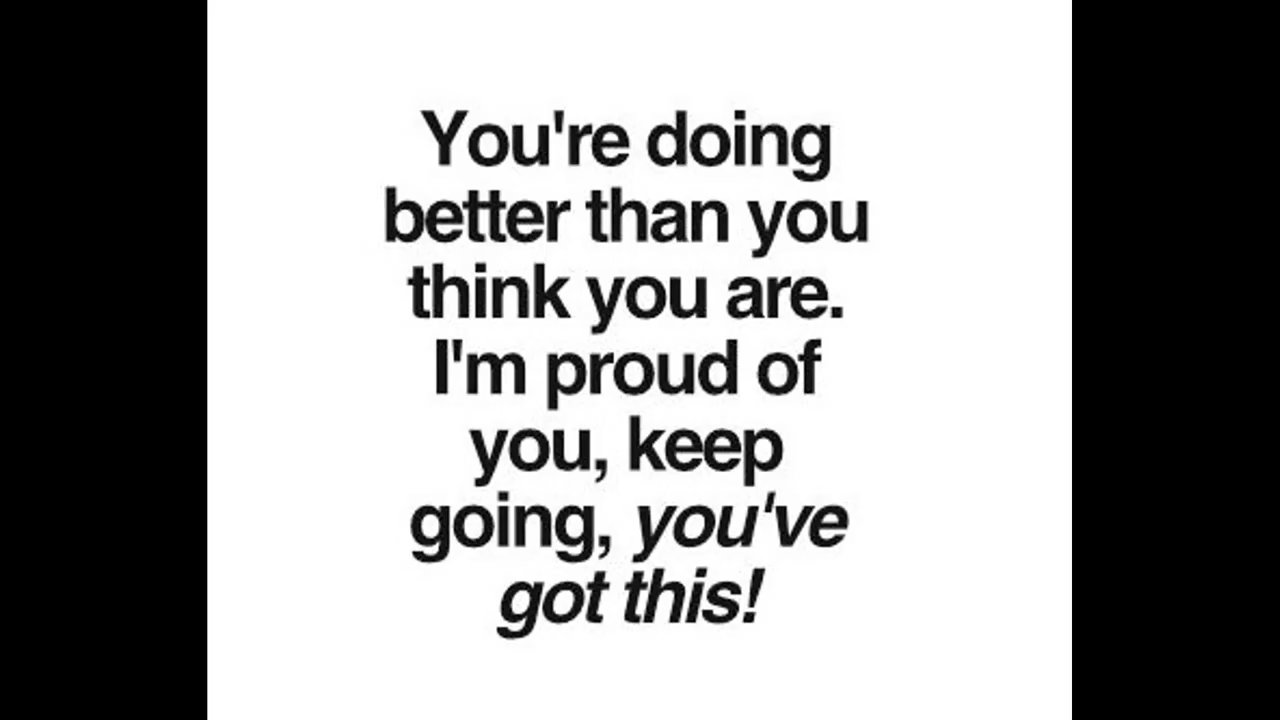 You're doing
better than you
think you are.
I'm proud of
you, keep
going, you've
got this!